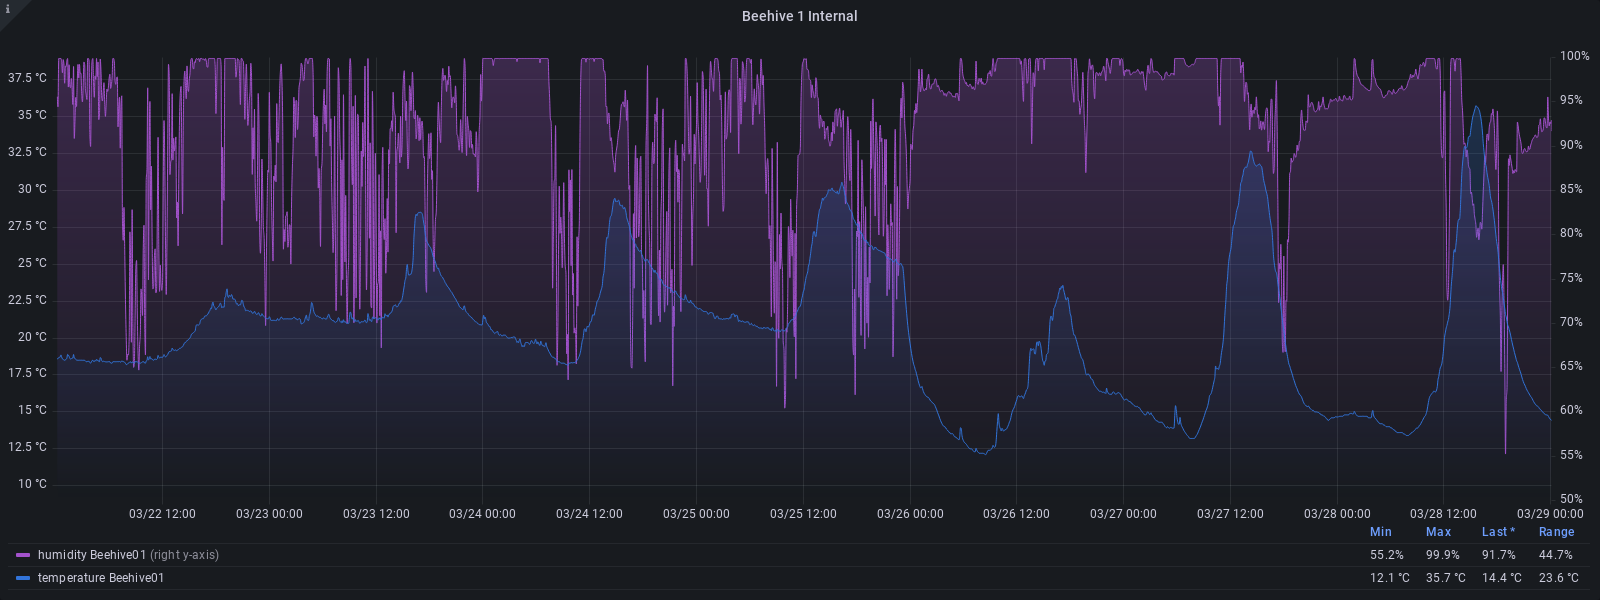 i
Beehive 1 Internal
37.5 °C
35 °C
32.5 °C
30 °C
27.5 °C
25 °C
22.5 °C
20 °C
17.5 °C
15 °C
12.5 °C
10 °C
100%
95%
90%
85%
80%
75%
70%
65%
60%
55%
50%
03/22 12:00 03/23 00:00 03/23 12:00 03/24 00:00 03/24 12:00 03/25 00:00 03/25 12:00 03/26 00:00 03/26 12:00 03/27 00:00 03/27 12:00 03/28 00:00 03/28 12:00 03/29 00:00
Min Max Last * Range
humidity Beehive01 (right y-axis) 55.2% 99.9% 91.7% 44.7%
temperature Beehive01 12.1 °C 35.7 °C 14.4 °C 23.6 °C